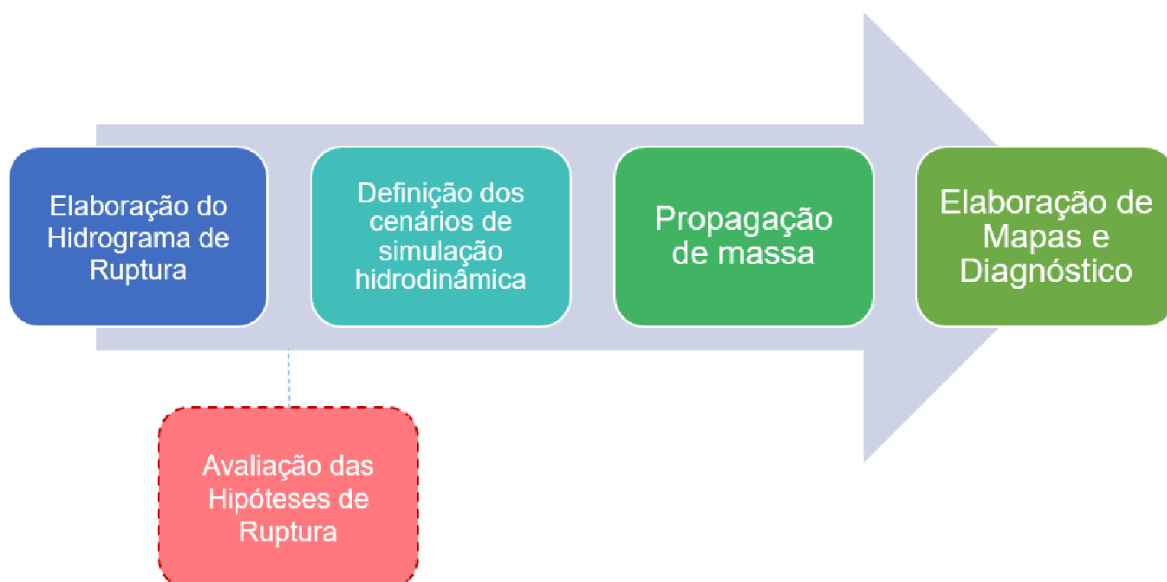 Elaboração do
Hidrograma de
Ruptura
Definição dos
cenários de
simulação
hidrodinâmica
Propagação
de massa
Elaboração de
Mapas e
Diagnóstico
Avaliação das
Hipóteses de
Ruptura